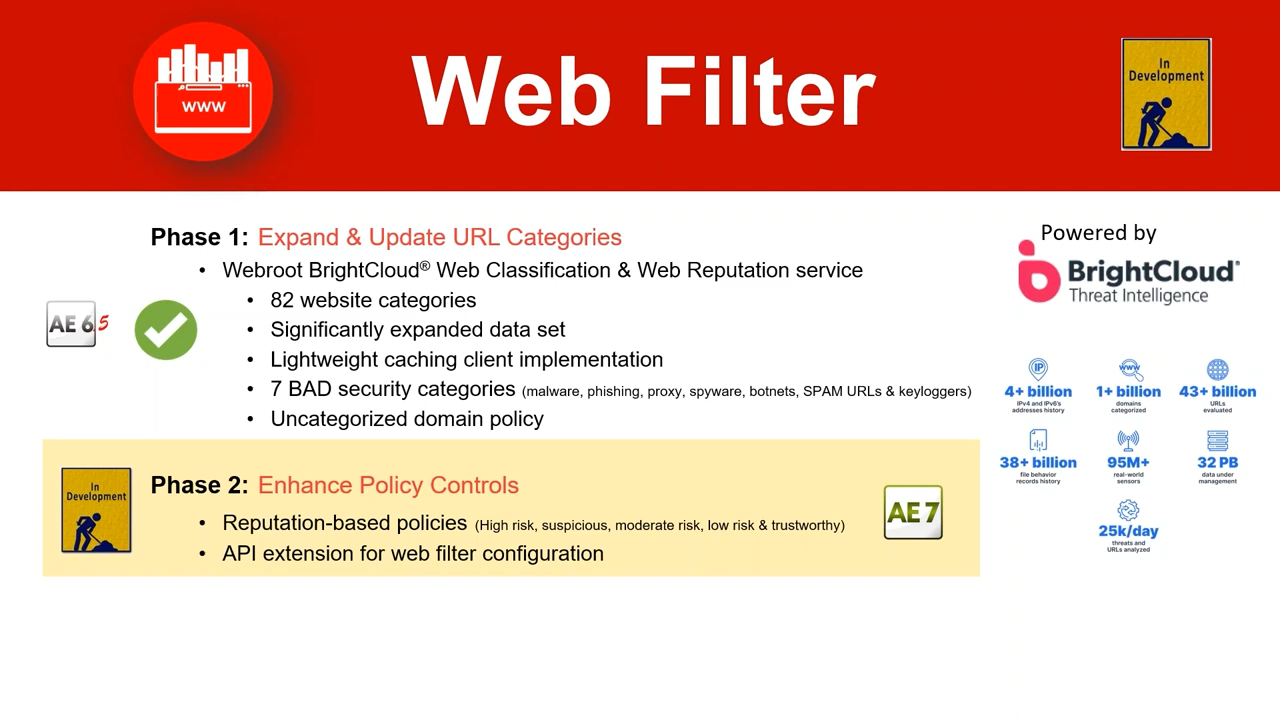 www
Web Filter
In
Development
Phase 1: Expand & Update URL Categories
• Webroot BrightCloud® Web Classification & Web Reputation service
• 82 website categories
• Significantly expanded data set
• Lightweight caching client implementation
• 7 BAD security categories (malware, phishing, proxy, spyware, botnets, SPAM URLs & keyloggers)
• Uncategorized domain policy
AE 6.5
In
Development
Phase 2: Enhance Policy Controls
• Reputation-based policies (High risk, suspicious, moderate risk, low risk & trustworthy)
• API extension for web filter configuration
AE 7
Powered by
BrightCloud®
Threat Intelligence
IP
4+ billion
IPv4 and IPv6's
addresses history
www
1+ billion
domains
categorized
43+ billion
URLs
evaluated
38+ billion
file behavior
records history
95M+
real-world
sensors
32 PB
data under
management
25k/day
threats and
URLs analyzed